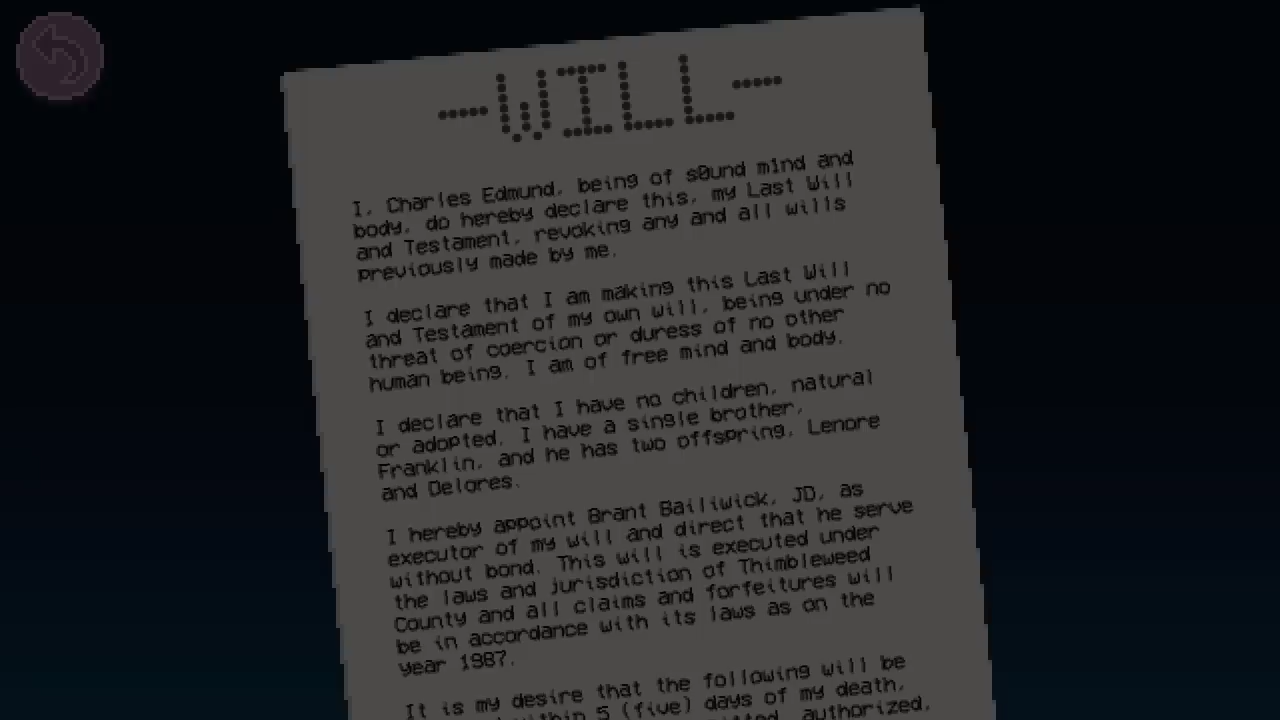 -WILL-
I, Charles Edmund, being of s0und m1nd and
body, do hereby declare this, my Last Will
and Testament, revoking any and all wills
previously made by me.
I declare that I am making this Last Will
and Testament of my own will, being under no
threat of coercion or duress of no other
human being. I am of free mind and body.
I declare that I have no children, natural
or adopted. I have a single brother,
Franklin, and he has two offspring, Lenore
and Delores.
I hereby appoint Brant Bailiwick, JD, as
executor of my will and direct that he serve
without bond. This will is executed under
the laws and jurisdiction of Thimbleweed
County and all claims and forfeitures will
be in accordance with its laws as on the
year 1987.
It is my desire that the following will be
within 5 (five) days of my death,
authorized,